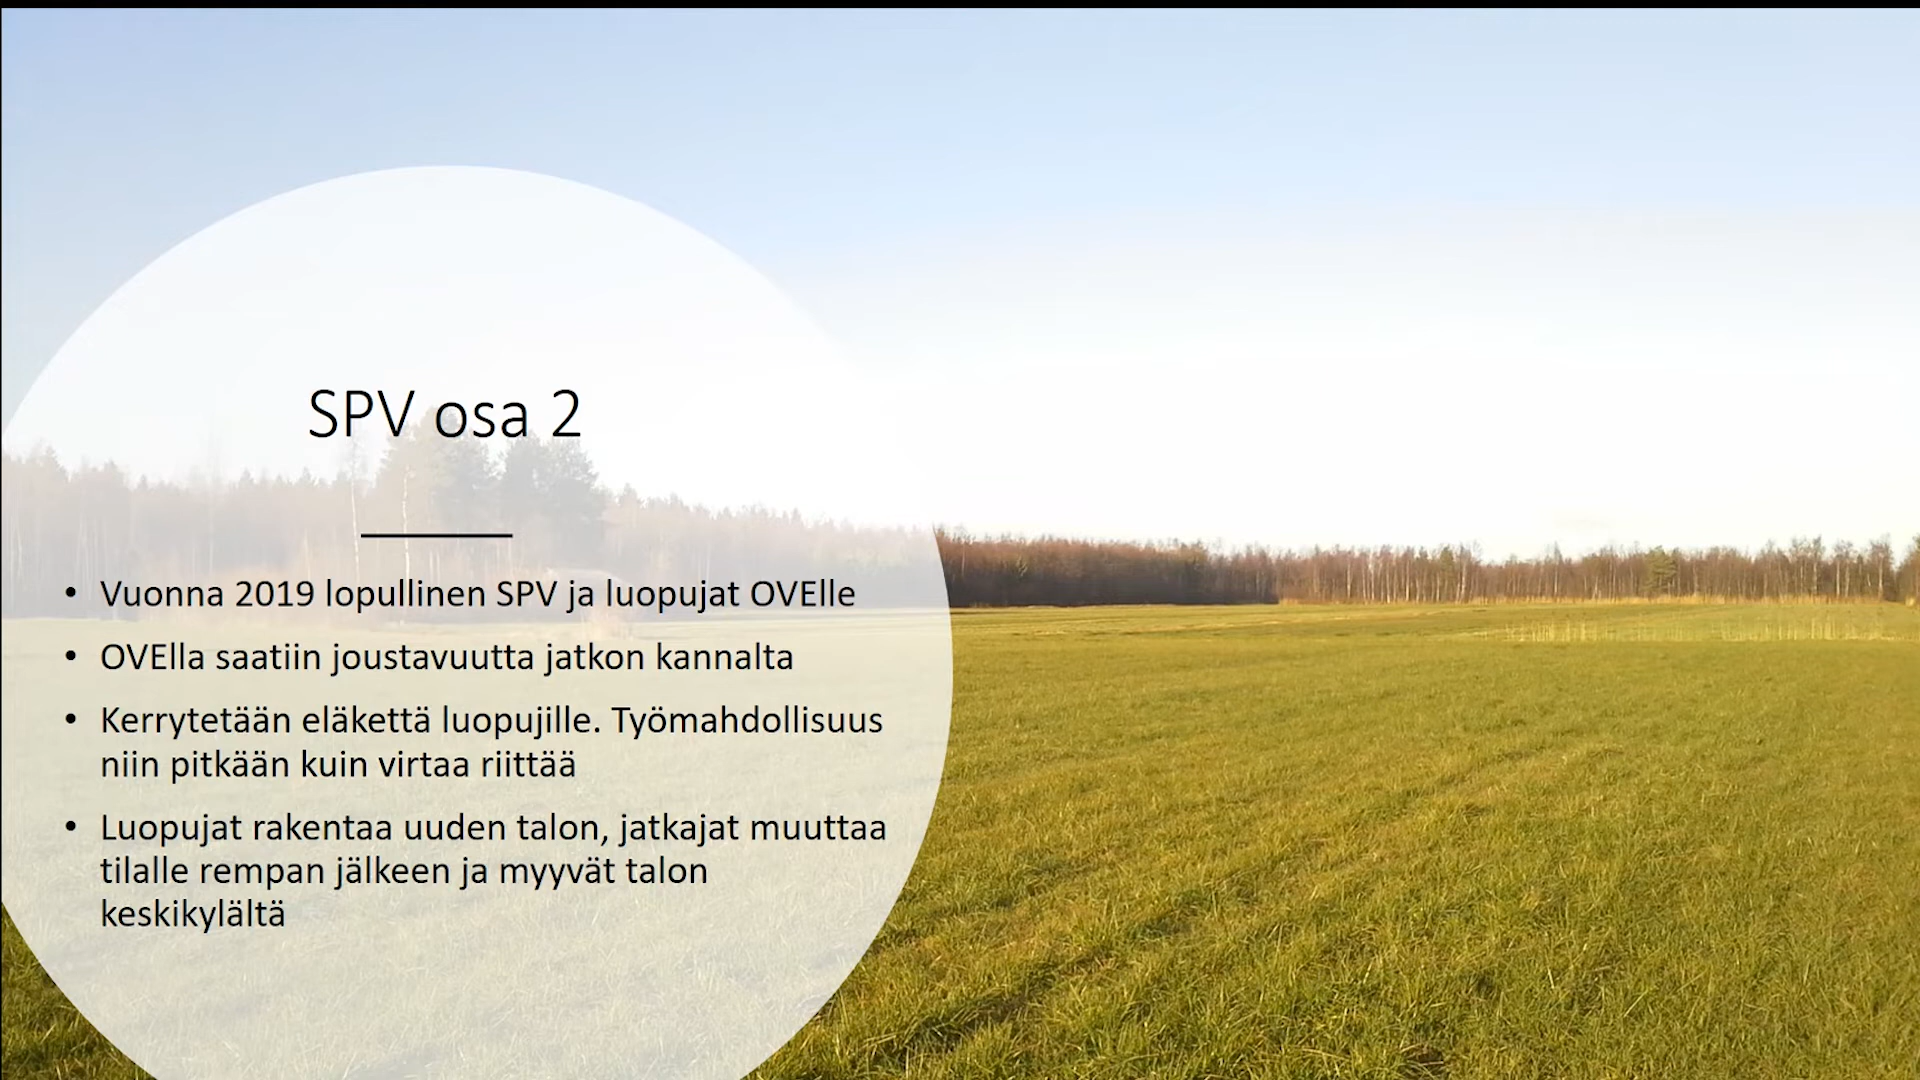 SPV osa 2
• Vuonna 2019 lopullinen SPV ja luopujat OVElle
• OVElla saatiin joustavuutta jatkon kannalta
• Kerrytetään eläkettä luopujille. Työmahdollisuus
niin pitkään kuin virtaa riittää
• Luopujat rakentaa uuden talon, jatkajat muuttaa
tilalle rempan jälkeen ja myyvät talon
keskikylältä